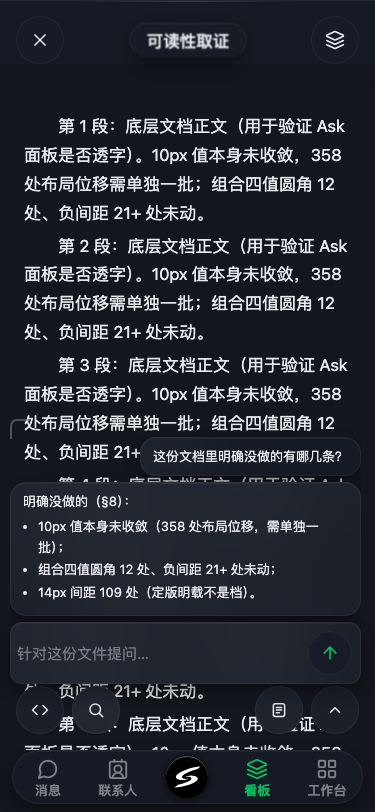 可读性取证
第 1 段：底层文档正文（用于验证 Ask
面板是否透字）。10px 值本身未收敛，358
处布局位移需单独一批；组合四值圆角 12
处、负间距 21+ 处未动。
第 2 段：底层文档正文（用于验证 Ask
面板是否透字）。10px 值本身未收敛，358
处布局位移需单独一批；组合四值圆角 12
处、负间距 21+ 处未动。
第 3 段：底层文档正文（用于验证 Ask
面板是否透字）。10px 值本身未收敛，358
处布局位移需单独一批；组合四值圆角 12
处、负间距 21+
这份文档里明确没做的有哪几条?
明确没做的（§8）：
• 10px 值本身未收敛（358 处布局位移，需单独一
批）；
• 组合四值圆角 12 处、负间距 21+ 处未动；
• 14px 间距 109 处（定版明载不是档）。
针对这份文件提问...
处、负间距 21+ 处未动。
消息
联系人
看板
工作台